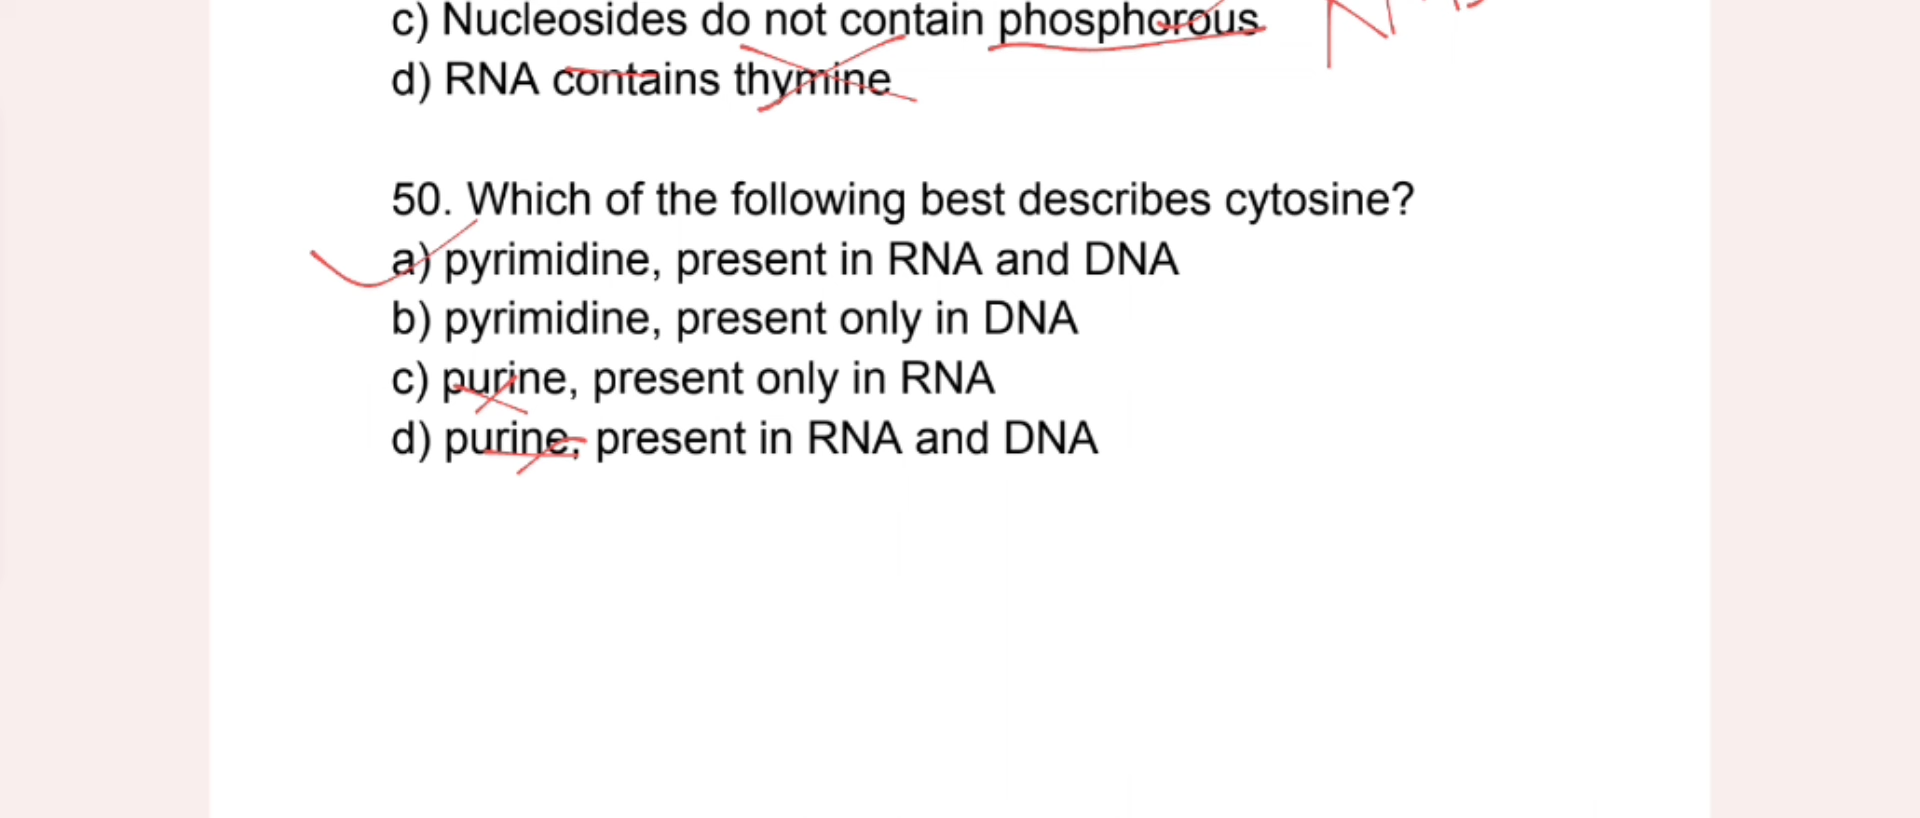 c) Nucleosides do not contain phosphorous
d) RNA contains thymine
50. Which of the following best describes cytosine?
a) pyrimidine, present in RNA and DNA
b) pyrimidine, present only in DNA
c) purine, present only in RNA
d) purine, present in RNA and DNA